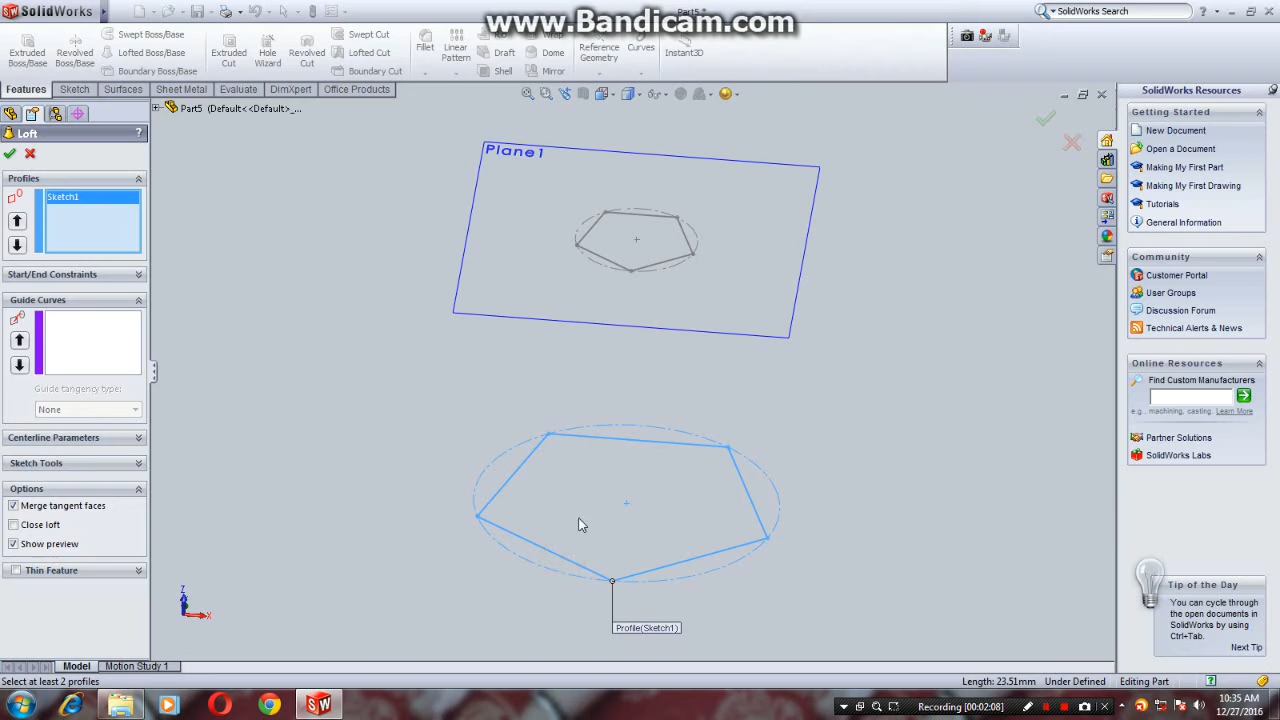 SolidWorks
www.Bandicam.com
Part5 *
SolidWorks Search
Extruded Boss/Base
Revolved Boss/Base
Swept Boss/Base
Lofted Boss/Base
Boundary Boss/Base
Extruded Cut
Hole Wizard
Revolved Cut
Swept Cut
Lofted Cut
Boundary Cut
Fillet
Linear Pattern
Rib
Draft
Shell
Wrap
Dome
Mirror
Reference Geometry
Curves
Instant3D
Features
Sketch
Surfaces
Sheet Metal
Evaluate
DimXpert
Office Products
Part5 (Default<<Default>_...
Loft
?
Profiles
Sketch1
Start/End Constraints
Guide Curves
Guide tangency type:
None
Centerline Parameters
Sketch Tools
Options
Merge tangent faces
Close loft
Show preview
Thin Feature
Plane1
Profile(Sketch1)
Z
X
SolidWorks Resources
Getting Started
New Document
Open a Document
Making My First Part
Making My First Drawing
Tutorials
General Information
Community
Customer Portal
User Groups
Discussion Forum
Technical Alerts & News
Online Resources
Find Custom Manufacturers
e.g., machining, casting. Learn More
Partner Solutions
SolidWorks Labs
Tip of the Day
You can cycle through
the open documents in
SolidWorks by using
Ctrl+Tab.
Next Tip
Model
Motion Study 1
Select at least 2 profiles
Length: 23.51mm
Under Defined
Editing Part
Recording [00:02:08]
10:35 AM
12/27/2016